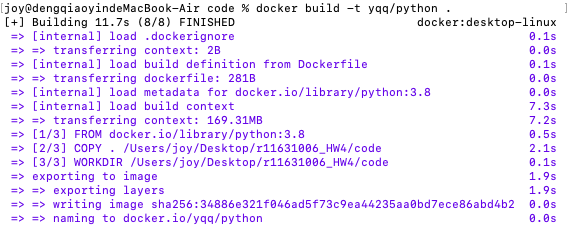 [joy@dengqiaoyindeMacBook-Air code % docker build -t yqq/python . ]
[+] Building 11.7s (8/8) FINISHED docker:desktop-linux
=> [internal] load .dockerignore 0.1s
=> => transferring context: 2B 0.0s
=> [internal] load build definition from Dockerfile 0.1s
=> => transferring dockerfile: 281B 0.0s
=> [internal] load metadata for docker.io/library/python:3.8 0.0s
=> [internal] load build context 7.3s
=> => transferring context: 169.31MB 7.2s
=> [1/3] FROM docker.io/library/python:3.8 0.5s
=> [2/3] COPY . /Users/joy/Desktop/r11631006_HW4/code 2.1s
=> [3/3] WORKDIR /Users/joy/Desktop/r11631006_HW4/code 0.1s
=> exporting to image 1.9s
=> => exporting layers 1.9s
=> => writing image sha256:34886e321f046ad5f73c9ea44235aa0bd7ece86abd4b2 0.0s
=> => naming to docker.io/yqq/python 0.0s